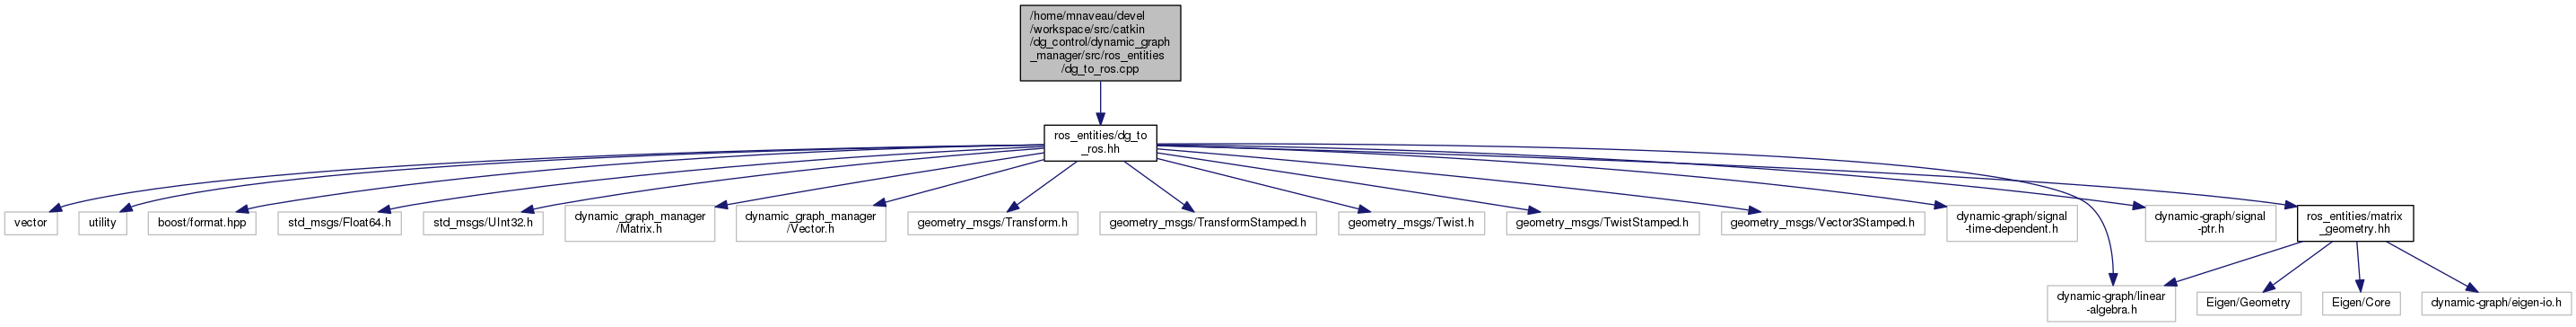 /home/mnaveau/devel
/workspace/src/catkin
/dg_control/dynamic_graph
_manager/src/ros_entities
/dg_to_ros.cpp
ros_entities/dg_to
_ros.hh
vector
utility
boost/format.hpp
std_msgs/Float64.h
std_msgs/UInt32.h
dynamic_graph_manager
/Matrix.h
dynamic_graph_manager
/Vector.h
geometry_msgs/Transform.h
geometry_msgs/TransformStamped.h
geometry_msgs/Twist.h
geometry_msgs/TwistStamped.h
geometry_msgs/Vector3Stamped.h
dynamic-graph/signal
-time-dependent.h
dynamic-graph/signal
-ptr.h
ros_entities/matrix
_geometry.hh
dynamic-graph/linear
-algebra.h
Eigen/Geometry
Eigen/Core
dynamic-graph/eigen-io.h